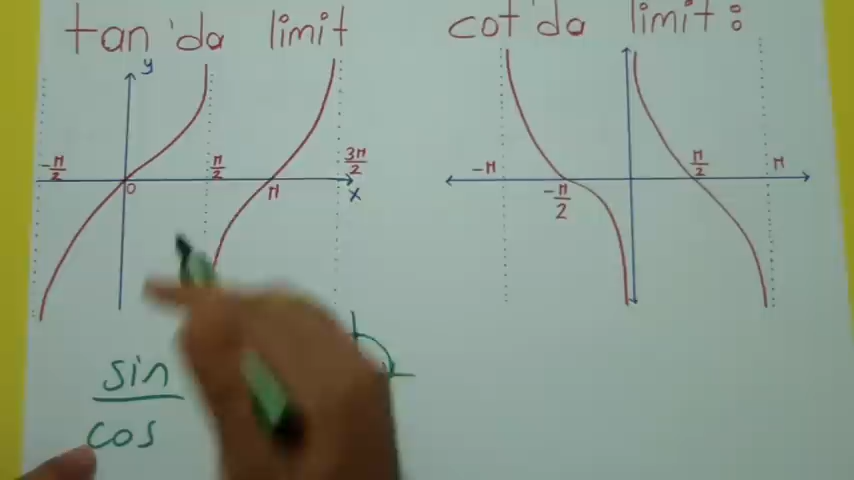 tan'da limit
cot'da limit:
y
-π/2
0
π/2
π
3π/2
x
-π
-π/2
π/2
π
sin
cos